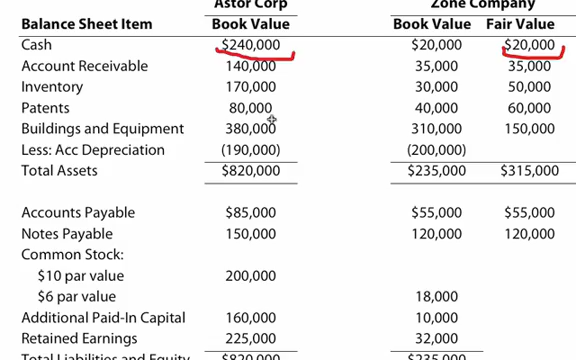 Astor Corp Zone Company
Balance Sheet Item Book Value Book Value Fair Value
Cash $240,000 $20,000 $20,000
Account Receivable 140,000 35,000 35,000
Inventory 170,000 30,000 50,000
Patents 80,000 40,000 60,000
Buildings and Equipment 380,000 310,000 150,000
Less: Acc Depreciation (190,000) (200,000)
Total Assets $820,000 $235,000 $315,000
Accounts Payable $85,000 $55,000 $55,000
Notes Payable 150,000 120,000 120,000
Common Stock:
$10 par value 200,000
$6 par value 18,000
Additional Paid-In Capital 160,000 10,000
Retained Earnings 225,000 32,000
Total Liabilities and Equity $820,000 $235,000